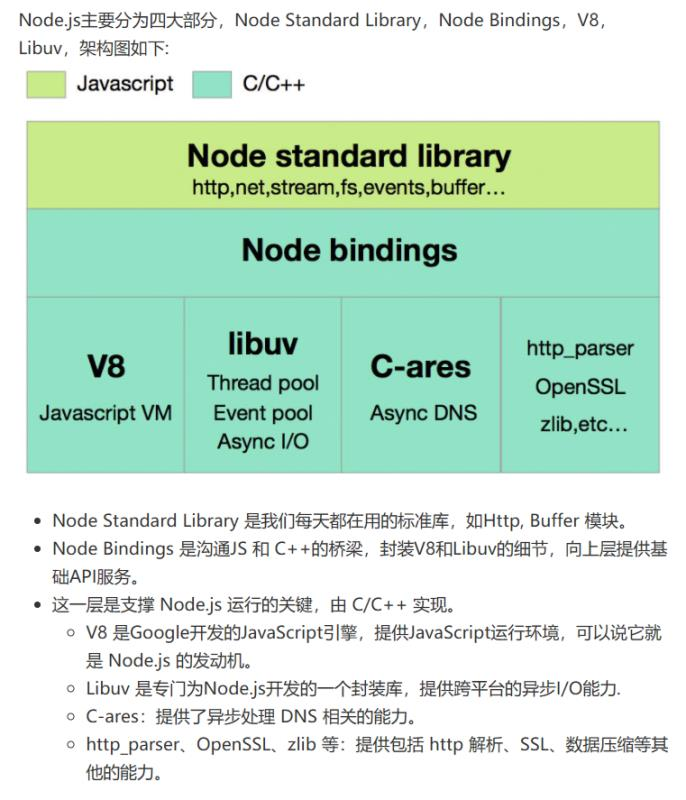 Node.js主要分为四大部分，Node Standard Library，Node Bindings，V8，
Libuv，架构图如下:
Javascript
C/C++
Node standard library
http,net,stream,fs,events,buffer…
Node bindings
V8
Javascript VM
libuv
Thread pool
Event pool
Async I/O
C-ares
Async DNS
http_parser
OpenSSL
zlib,etc…
• Node Standard Library 是我们每天都在用的标准库，如Http, Buffer 模块。
• Node Bindings 是沟通JS 和 C++的桥梁，封装V8和Libuv的细节，向上层提供基
础API服务。
• 这一层是支撑 Node.js 运行的关键，由 C/C++ 实现。
◦ V8 是Google开发的JavaScript引擎，提供JavaScript运行环境，可以说它就
是 Node.js 的发动机。
◦ Libuv 是专门为Node.js开发的一个封装库，提供跨平台的异步I/O能力.
◦ C-ares：提供了异步处理 DNS 相关的能力。
◦ http_parser、OpenSSL、zlib 等：提供包括 http 解析、SSL、数据压缩等其
他的能力。